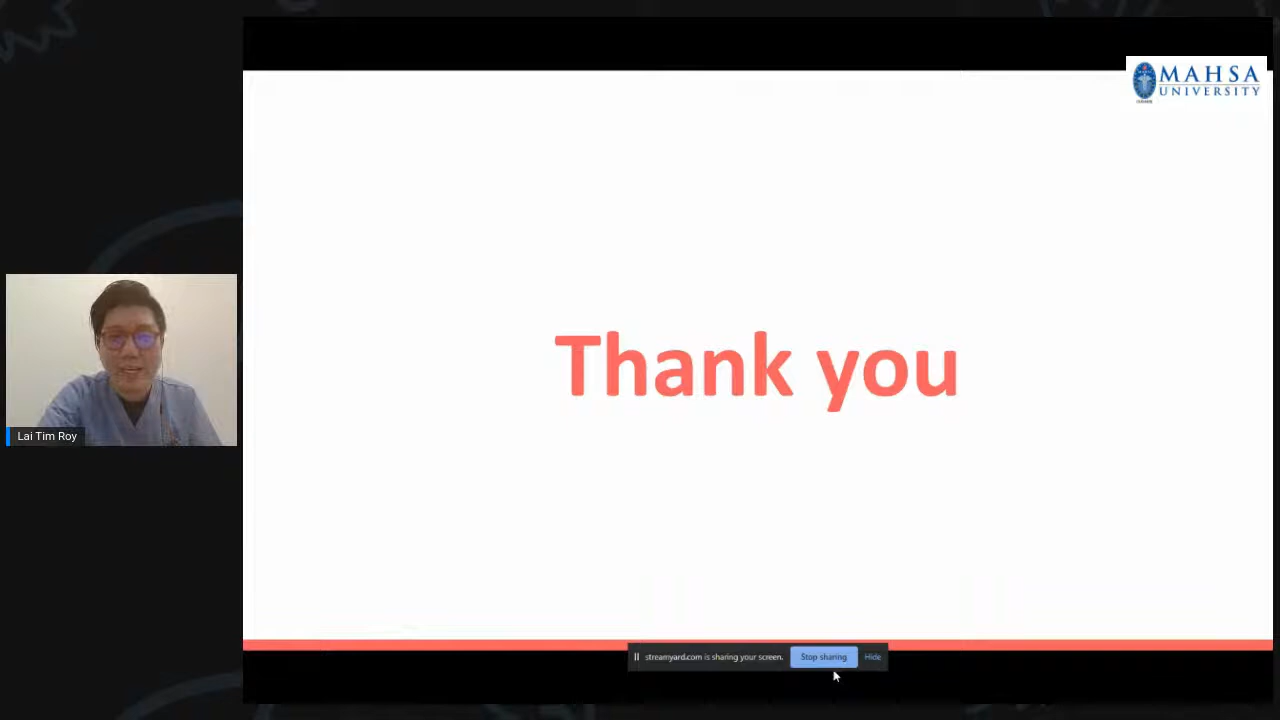 MAHSA
UNIVERSITY
Thank you
Lai Tim Roy
streamyard.com is sharing your screen.
Stop sharing
Hide